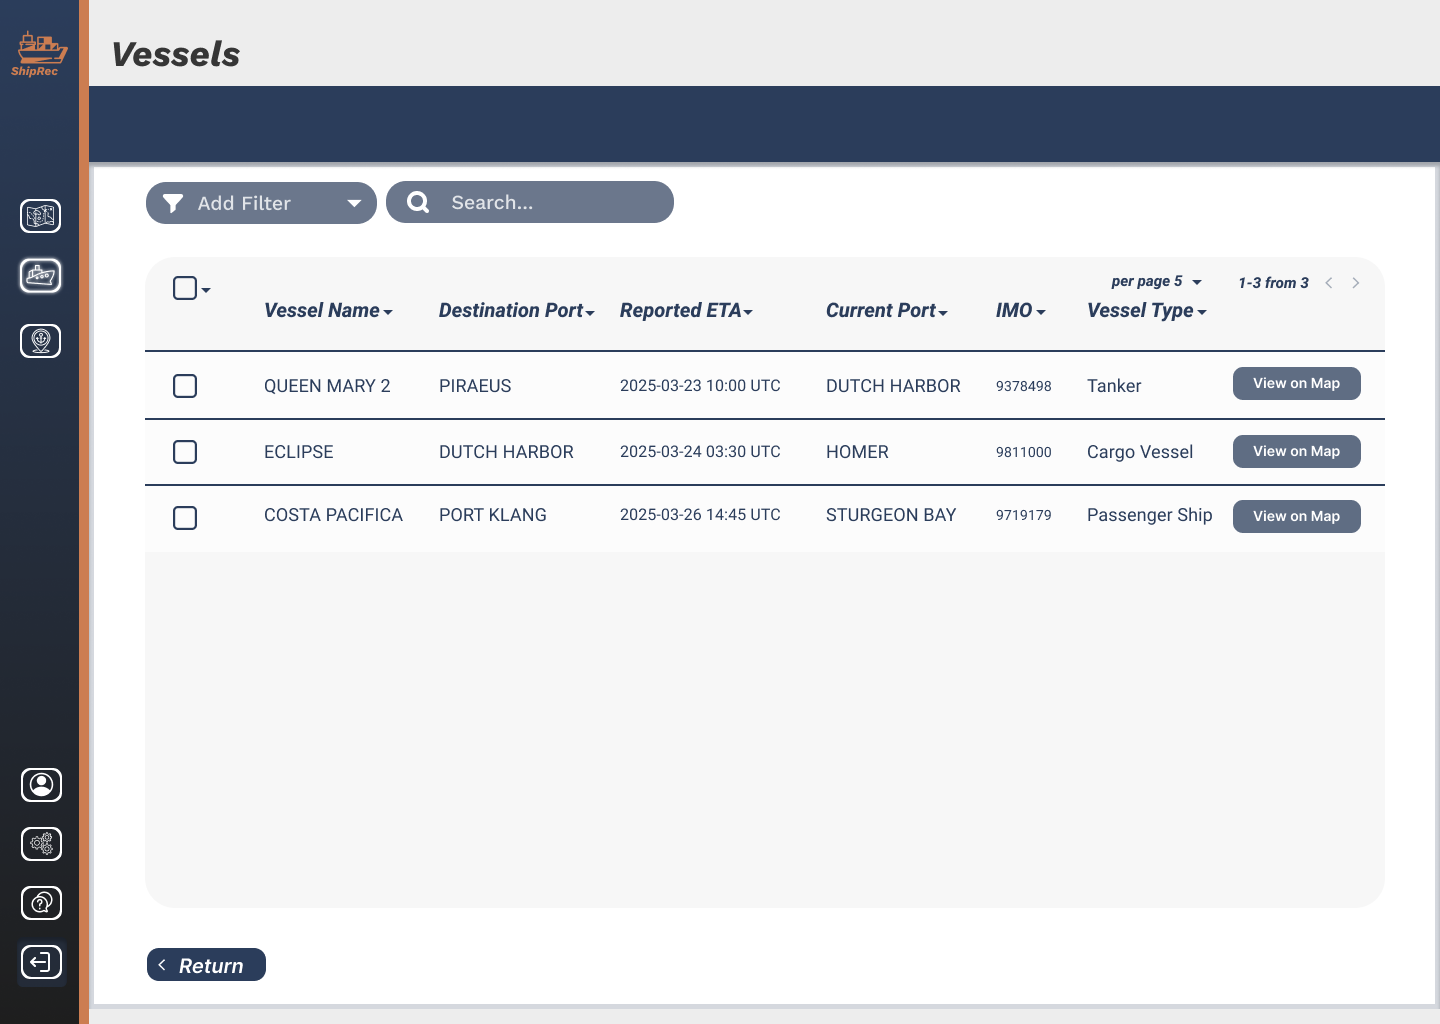 ShipRec
Vessels
Add Filter
Search...
per page 5
1-3 from 3
Vessel Name Destination Port Reported ETA Current Port IMO Vessel Type
QUEEN MARY 2 PIRAEUS 2025-03-23 10:00 UTC DUTCH HARBOR 9378498 Tanker View on Map
ECLIPSE DUTCH HARBOR 2025-03-24 03:30 UTC HOMER 9811000 Cargo Vessel View on Map
COSTA PACIFICA PORT KLANG 2025-03-26 14:45 UTC STURGEON BAY 9719179 Passenger Ship View on Map
Return